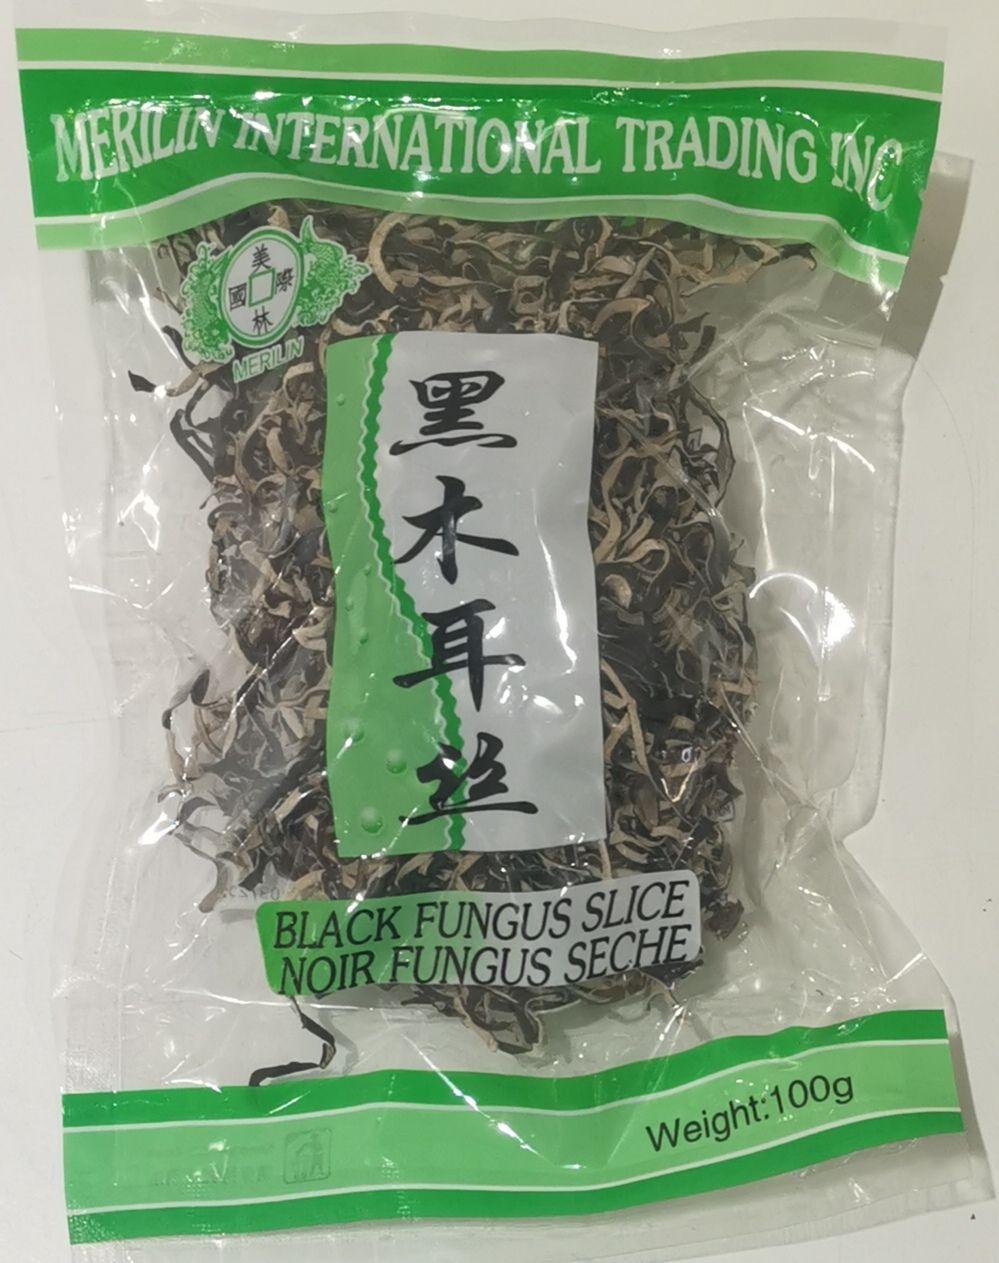 MERILIN INTERNATIONAL TRADING INC
美
國 際
林
MERILIN
黑木耳丝
BLACK FUNGUS SLICE
NOIR FUNGUS SECHE
Weight:100g